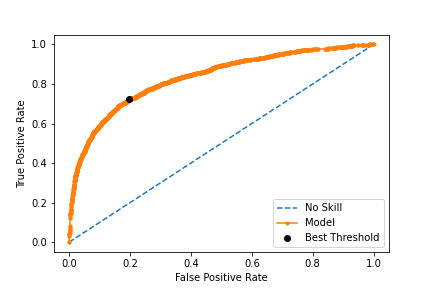 1.0
0.8
0.6
0.4
0.2
0.0
True Positive Rate
0.0 0.2 0.4 0.6 0.8 1.0
False Positive Rate
No Skill
Model
Best Threshold